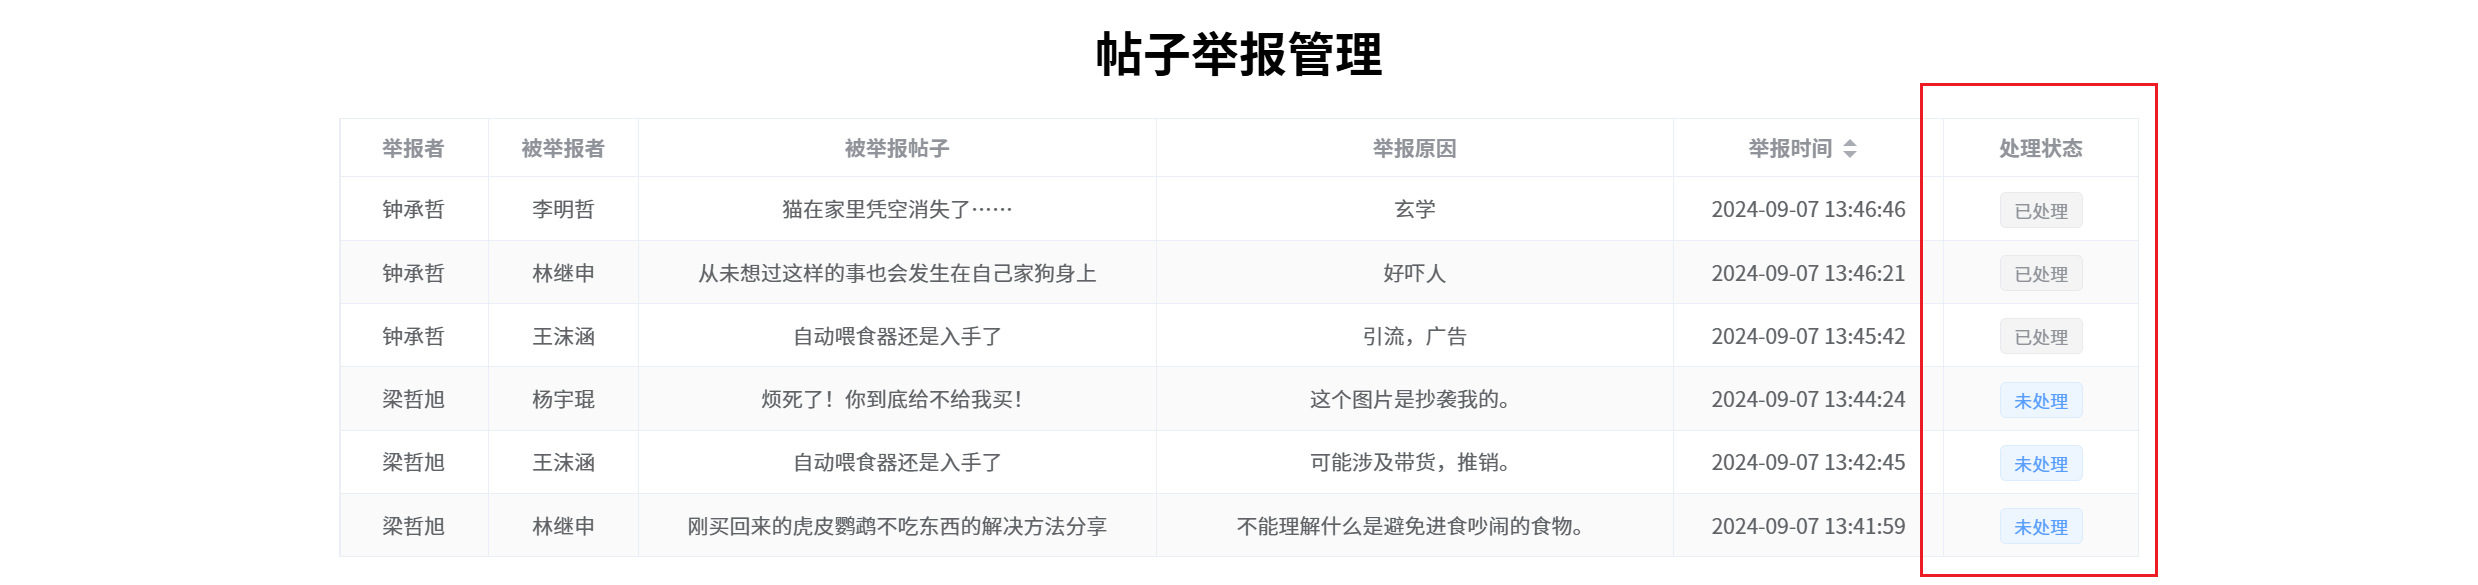 帖子举报管理
举报者 被举报者 被举报帖子 举报原因 举报时间 处理状态
钟承哲 李明哲 猫在家里凭空消失了…… 玄学 2024-09-07 13:46:46 已处理
钟承哲 林继申 从未想过这样的事也会发生在自己家狗身上 好吓人 2024-09-07 13:46:21 已处理
钟承哲 王沫涵 自动喂食器还是入手了 引流，广告 2024-09-07 13:45:42 已处理
梁哲旭 杨宇琨 烦死了！你到底给不给我买！ 这个图片是抄袭我的。 2024-09-07 13:44:24 未处理
梁哲旭 王沫涵 自动喂食器还是入手了 可能涉及带货，推销。 2024-09-07 13:42:45 未处理
梁哲旭 林继申 刚买回来的虎皮鹦鹉不吃东西的解决方法分享 不能理解什么是避免进食吵闹的食物。 2024-09-07 13:41:59 未处理